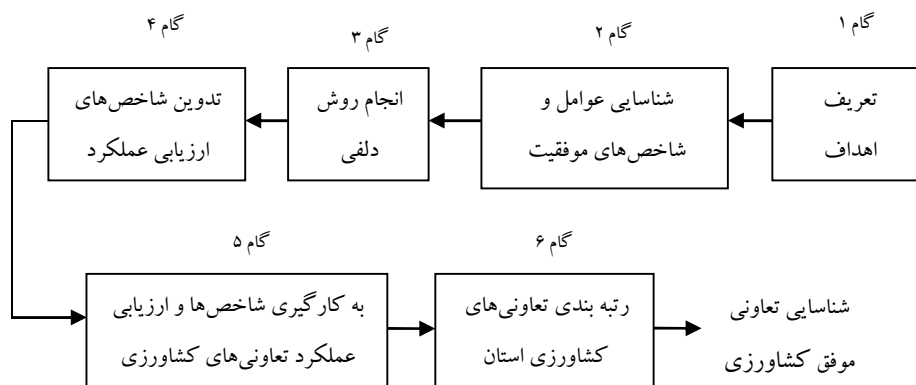 گام ۱
تعریف
اهداف
گام ۲
شناسایی عوامل و
شاخص‌های موفقیت
گام ۳
انجام روش
دلفی
گام ۴
تدوین شاخص‌های
ارزیابی عملکرد
گام ۵
به کارگیری شاخص‌ها و ارزیابی
عملکرد تعاونی‌های کشاورزی
گام ۶
رتبه بندی تعاونی‌های
کشاورزی استان
شناسایی تعاونی
موفق کشاورزی